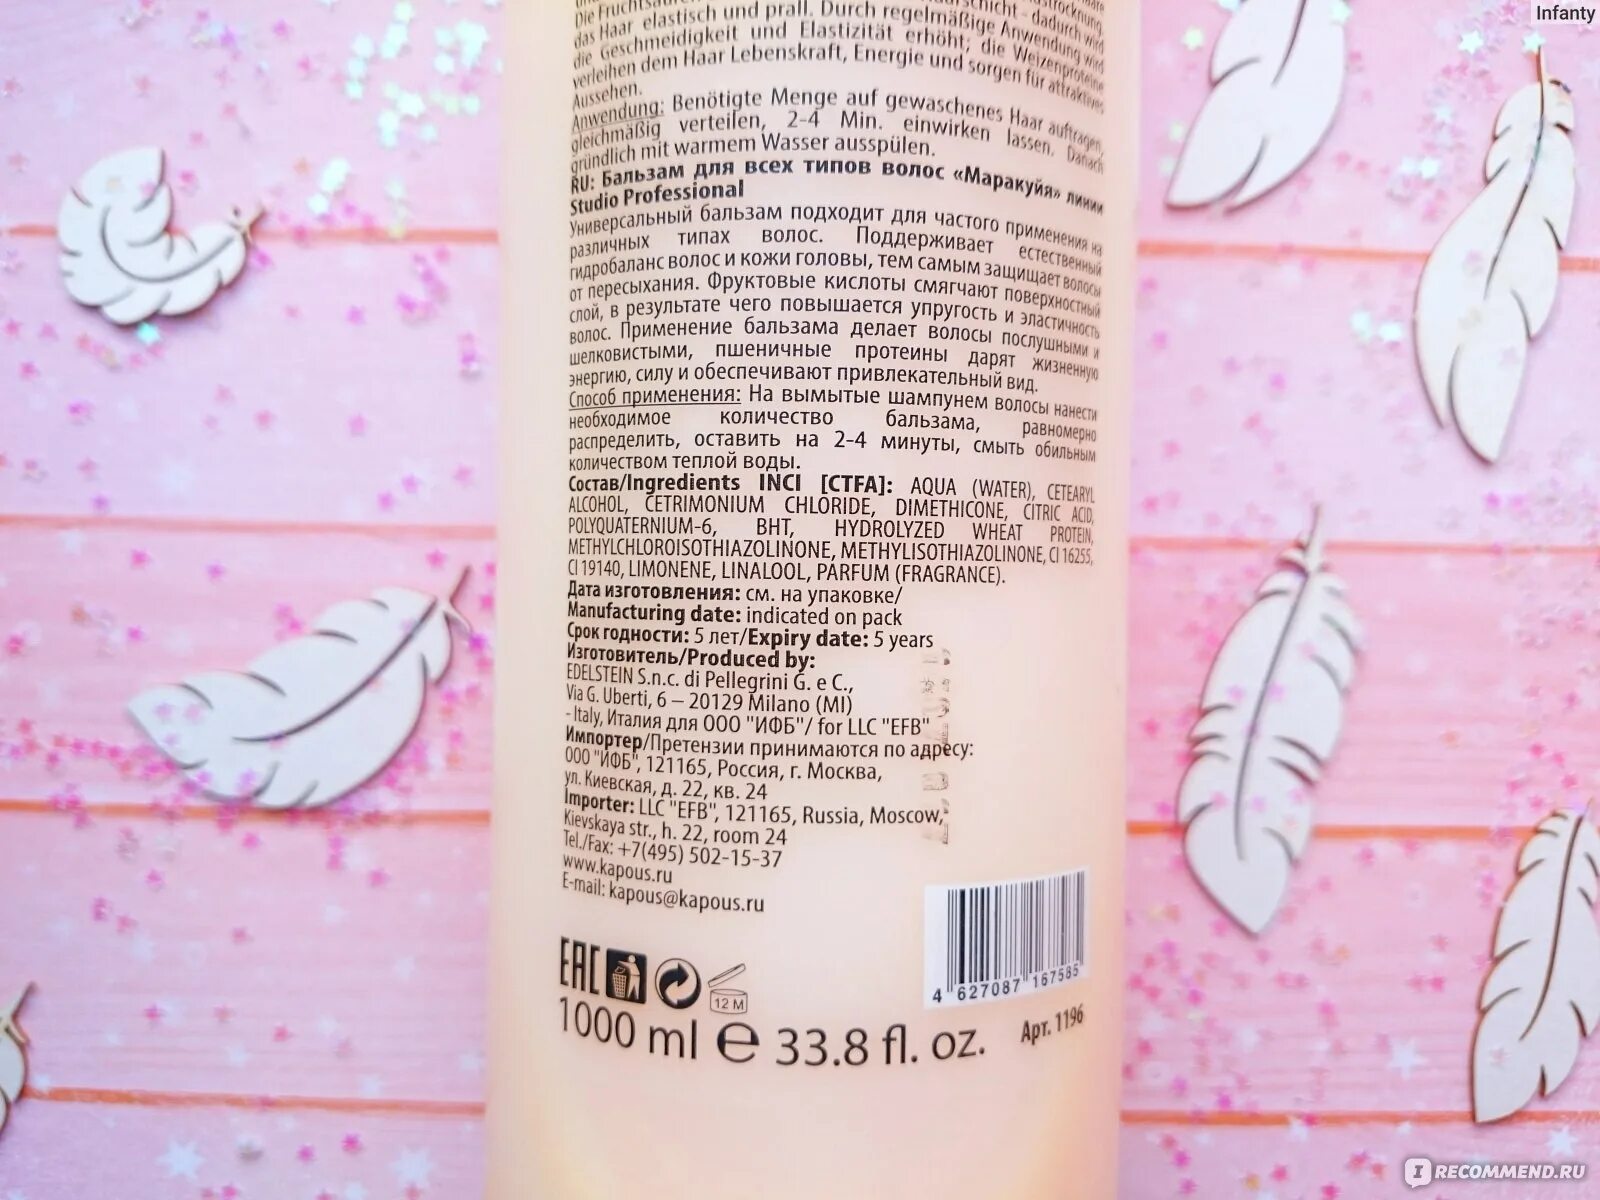 Infanty
Die Fruchtsäuren
das Haar elastisch und prall. Durch regelmäßige Anwendung wird
die Geschmeidigkeit und Elastizität erhöht; die Weizenproteine
verleihen dem Haar Lebenskraft, Energie und sorgen für attraktives
Aussehen.
Anwendung: Benötigte Menge auf gewaschenes Haar auftragen,
gleichmäßig verteilen, 2-4 Min. einwirken lassen. Danach
gründlich mit warmem Wasser ausspülen.
RU: Бальзам для всех типов волос «Маракуйя» линии
Studio Professional
Универсальный бальзам подходит для частого применения на
различных типах волос. Поддерживает естественный
гидробаланс волос и кожи головы, тем самым защищает волосы
от пересыхания. Фруктовые кислоты смягчают поверхностный
слой, в результате чего повышается упругость и эластичность
волос. Применение бальзама делает волосы послушными и
шелковистыми, пшеничные протеины дарят жизненную
энергию, силу и обеспечивают привлекательный вид.
Способ применения: На вымытые шампунем волосы нанести
необходимое количество бальзама, равномерно
распределить, оставить на 2-4 минуты, смыть обильным
количеством теплой воды.
Состав/Ingredients INCI [CTFA]: AQUA (WATER), CETEARYL
ALCOHOL, CETRIMONIUM CHLORIDE, DIMETHICONE, CITRIC ACID,
POLYQUATERNIUM-6, BHT, HYDROLYZED WHEAT PROTEIN,
METHYLCHLOROISOTHIAZOLINONE, METHYLISOTHIAZOLINONE, CI 16255,
CI 19140, LIMONENE, LINALOOL, PARFUM (FRAGRANCE).
Дата изготовления: см. на упаковке/
Manufacturing date: indicated on pack
Срок годности: 5 лет/Expiry date: 5 years
Изготовитель/Produced by:
EDELSTEIN S.n.c. di Pellegrini G. e C.,
Via G. Uberti, 6 – 20129 Milano (MI)
- Italy, Италия для ООО "ИФБ"/ for LLC "EFB"
Импортер/Претензии принимаются по адресу:
ООО "ИФБ", 121165, Россия, г. Москва,
ул. Киевская, д. 22, кв. 24
Importer: LLC "EFB", 121165, Russia, Moscow,
Kievskaya str., h. 22, room 24
Tel./Fax: +7(495) 502-15-37
www.kapous.ru
E-mail: kapous@kapous.ru
EAC 12 M
4 627087 167585
1000 ml e 33.8 fl. oz. Арт. 1196
IRECOMMEND.RU